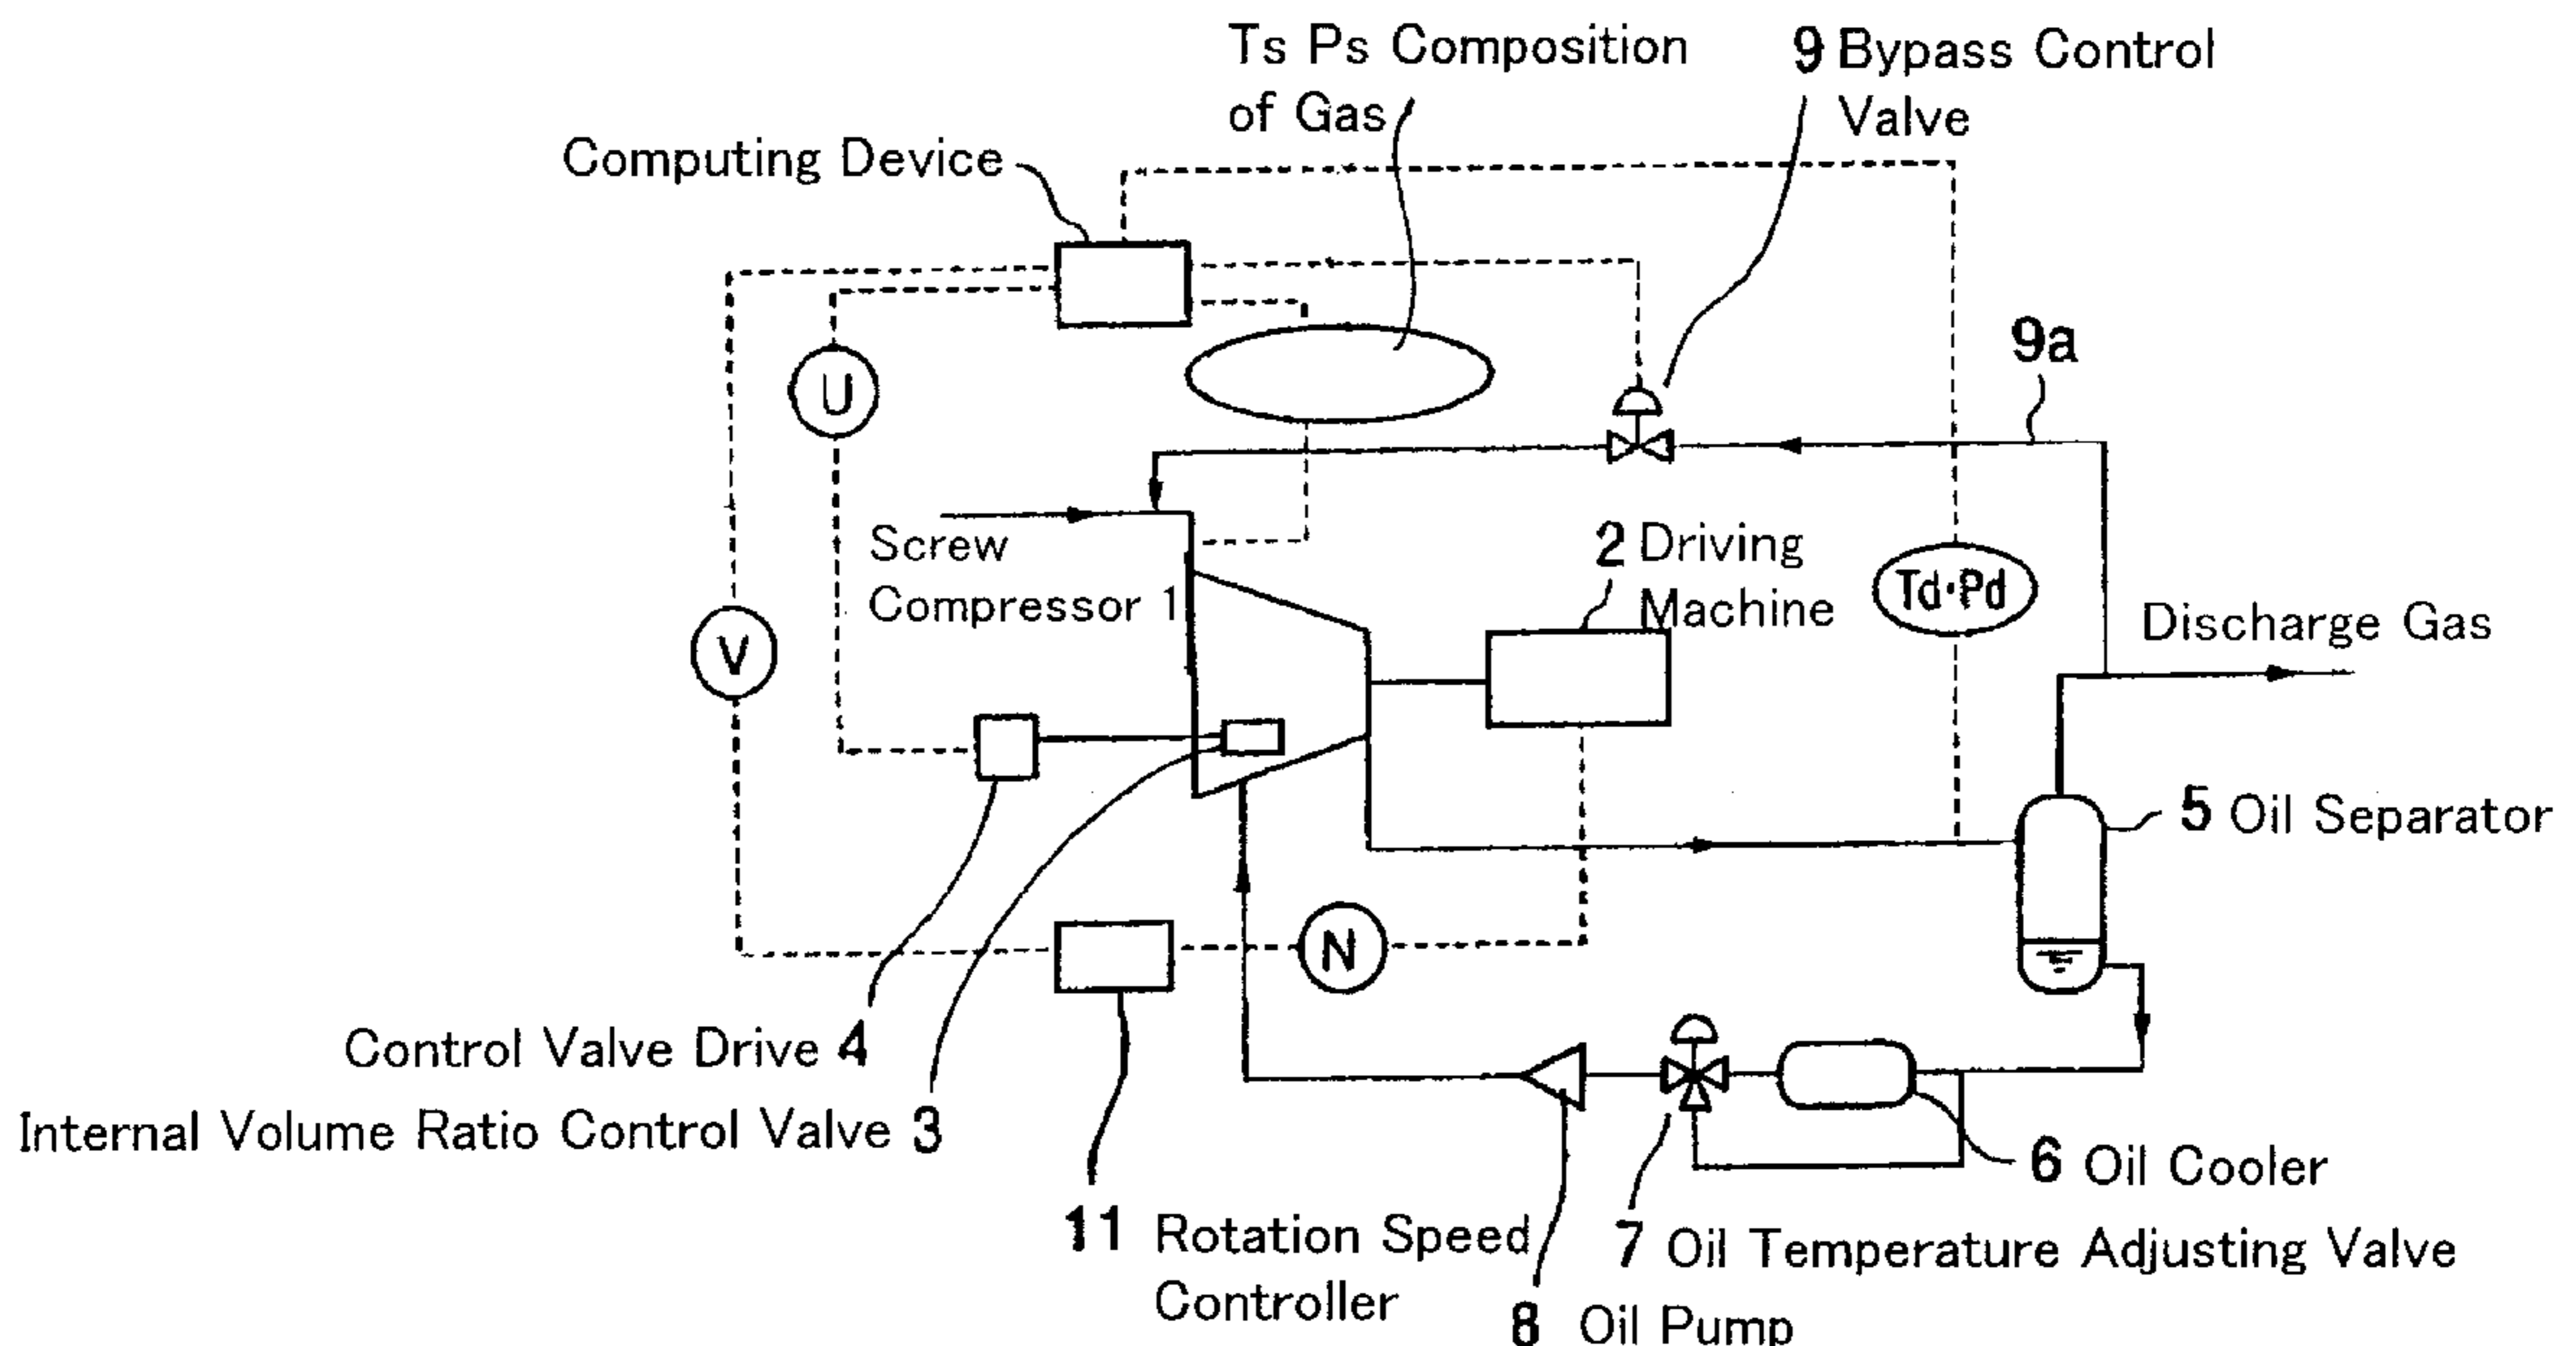 Ts Ps Composition
of Gas
9 Bypass Control
Valve
Computing Device
9a
U
Screw
Compressor 1
2 Driving
Machine
Td·Pd
Discharge Gas
V
5 Oil Separator
N
Control Valve Drive 4
Internal Volume Ratio Control Valve 3
6 Oil Cooler
11 Rotation Speed
Controller
7 Oil Temperature Adjusting Valve
8 Oil Pump